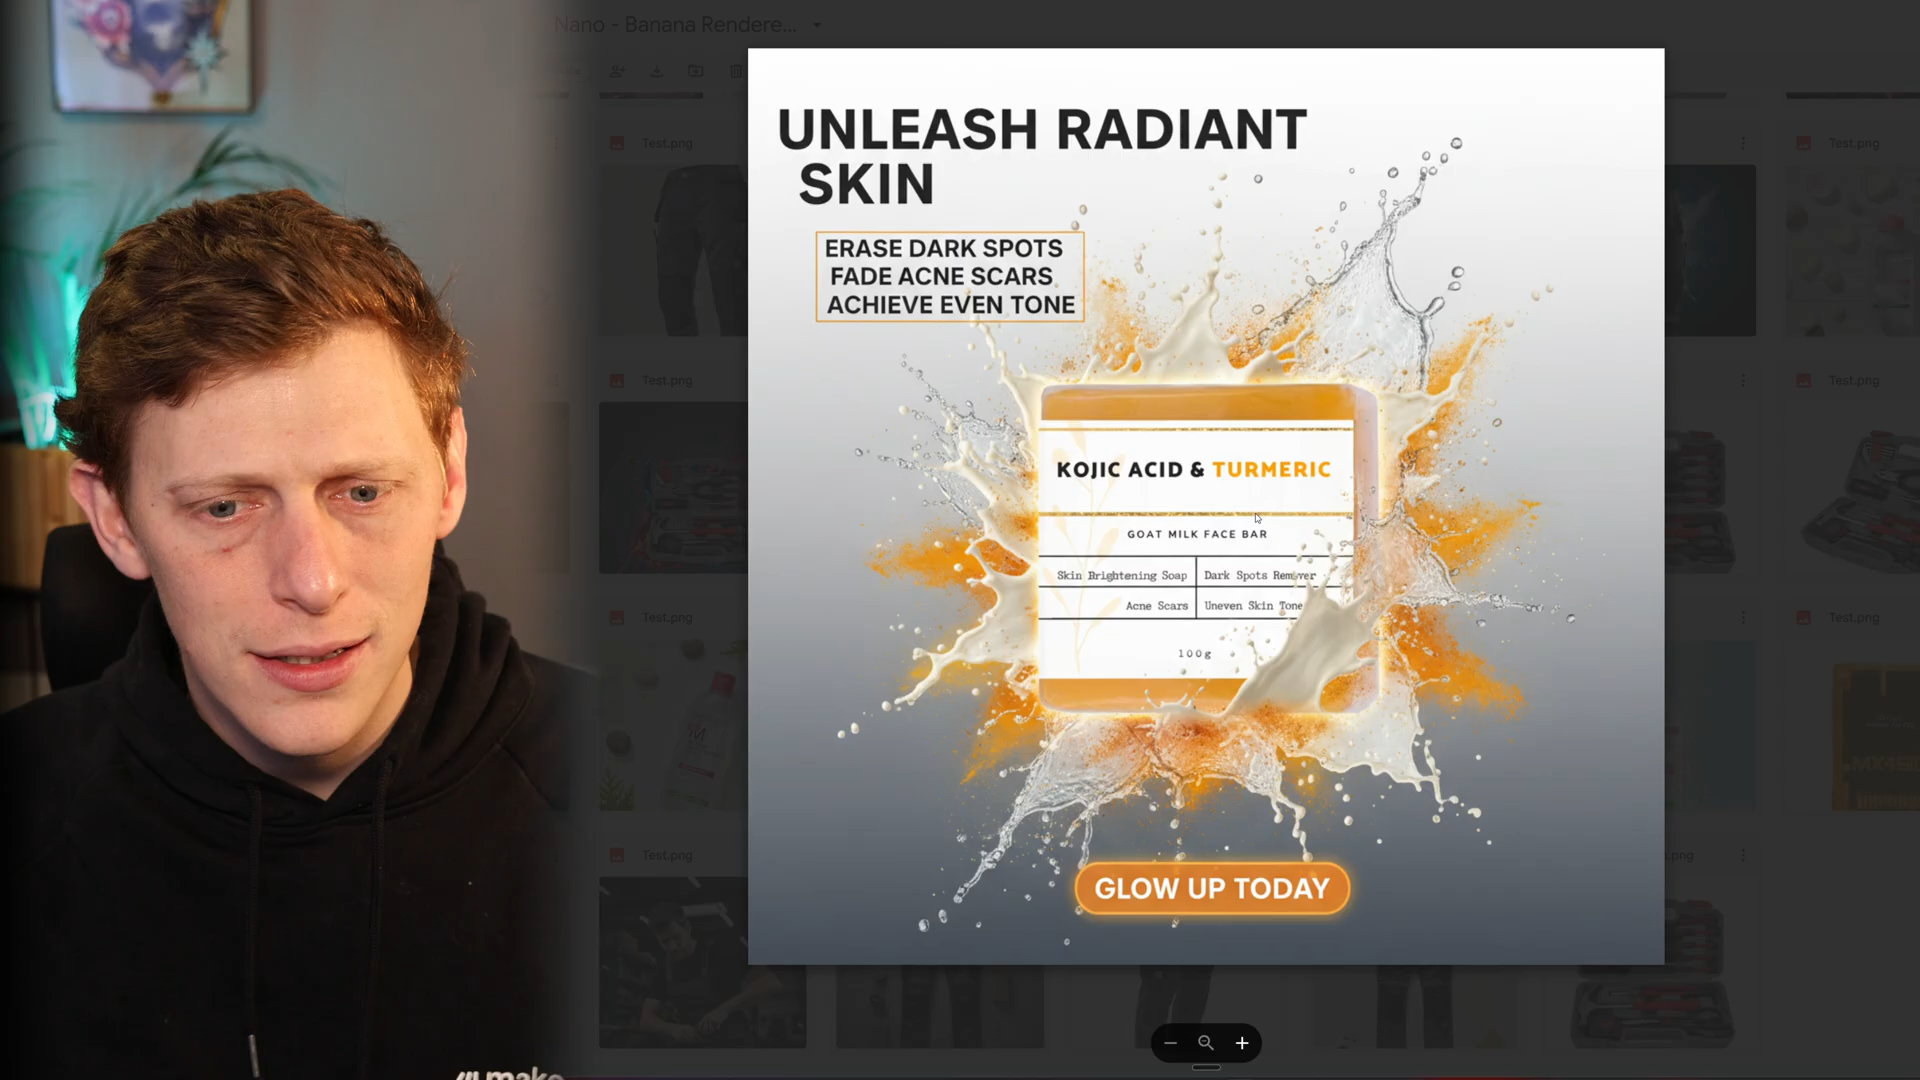 Nano - Banana Rendere...
UNLEASH RADIANT
SKIN
ERASE DARK SPOTS
FADE ACNE SCARS
ACHIEVE EVEN TONE
KOJIC ACID & TURMERIC
GOAT MILK FACE BAR
Skin Brightening Soap
Dark Spots Remover
Acne Scars
Uneven Skin Tone
100g
GLOW UP TODAY
Test.png
Test.png
Test.png
Test.png
Test.png
Test.png
Test.png
.png
make